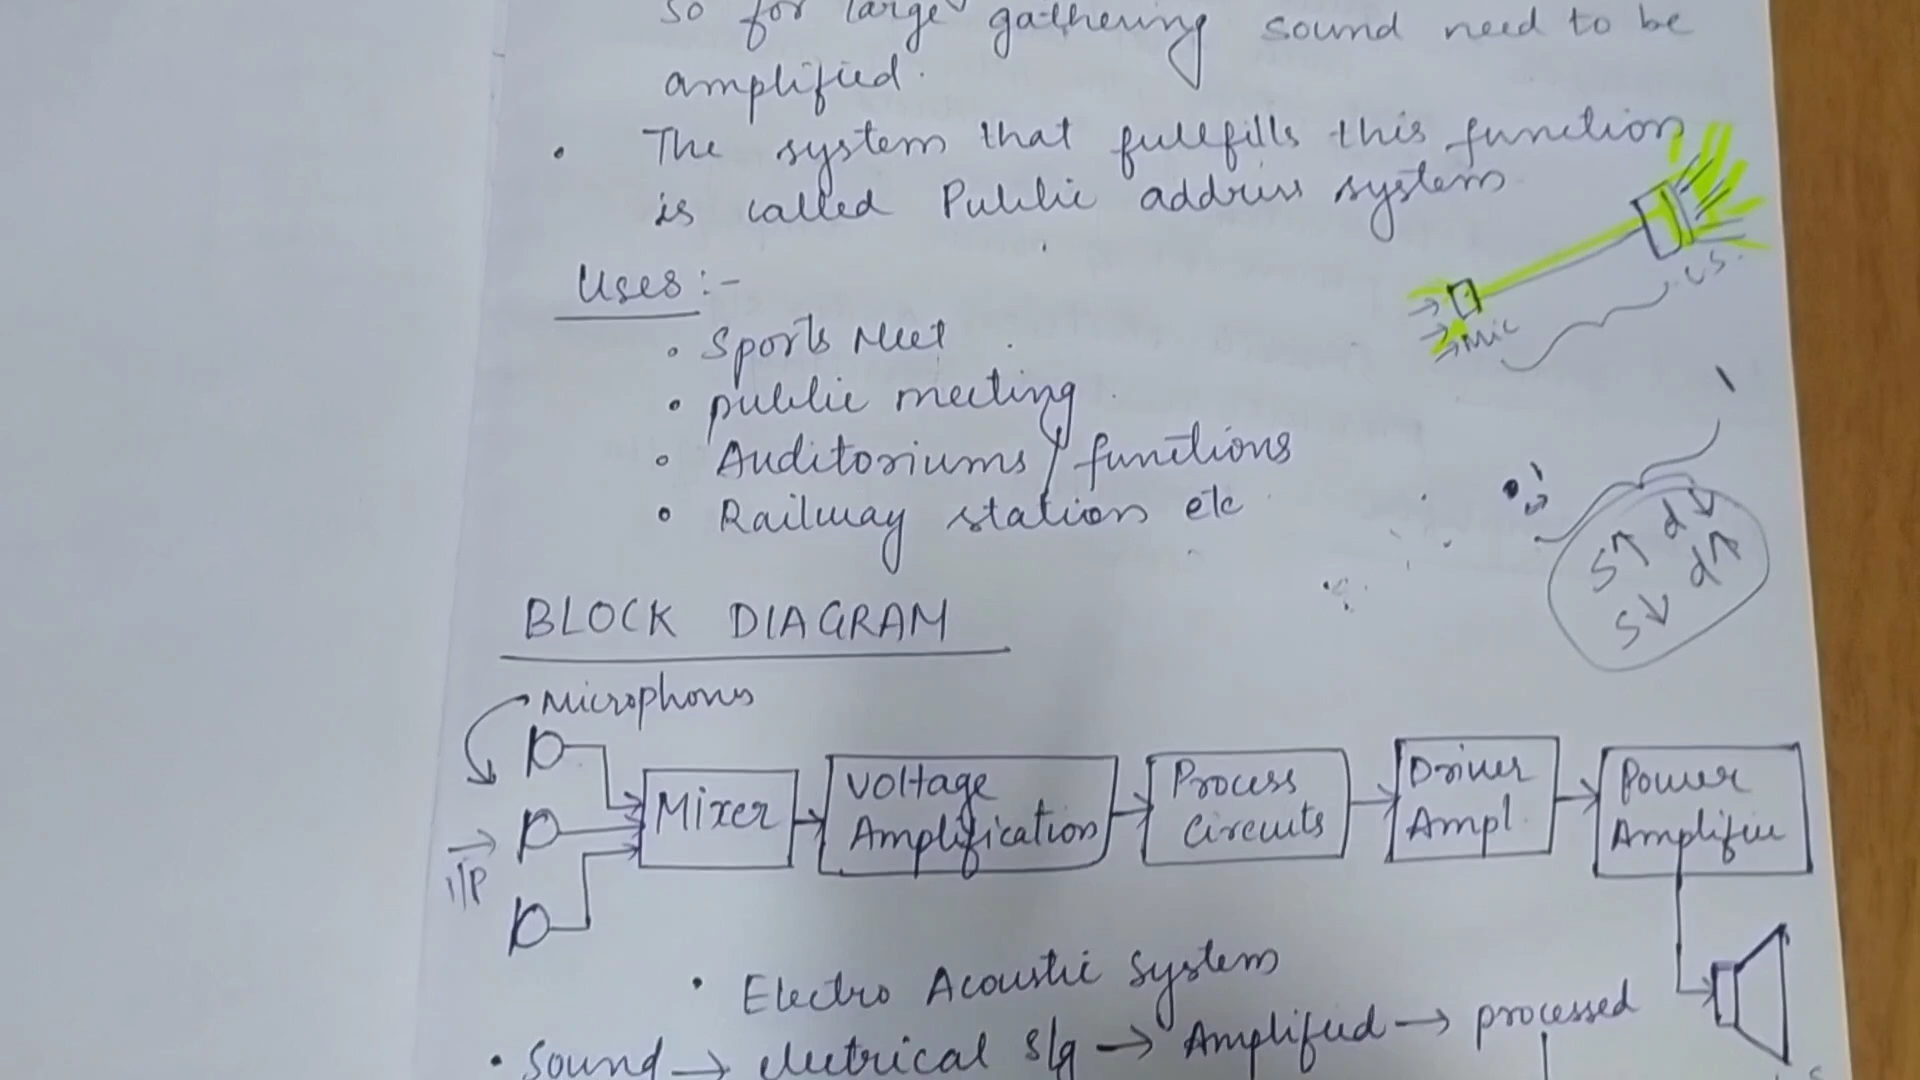 so for large gathering sound need to be
amplified.
• The system that fullfills this function
is called Public address system
Mic
L.S.
Uses :-
• Sports Meet
• public meeting
• Auditoriums / functions
• Railway station etc
S↑ d↓
S↓ d↑
BLOCK DIAGRAM
Microphones
I/P
Mixer
Voltage
Amplification
Process
Circuits
Driver
Ampl.
Power
Amplifier
• Electro Acoustic System
• Sound → electrical s/g → Amplified → processed